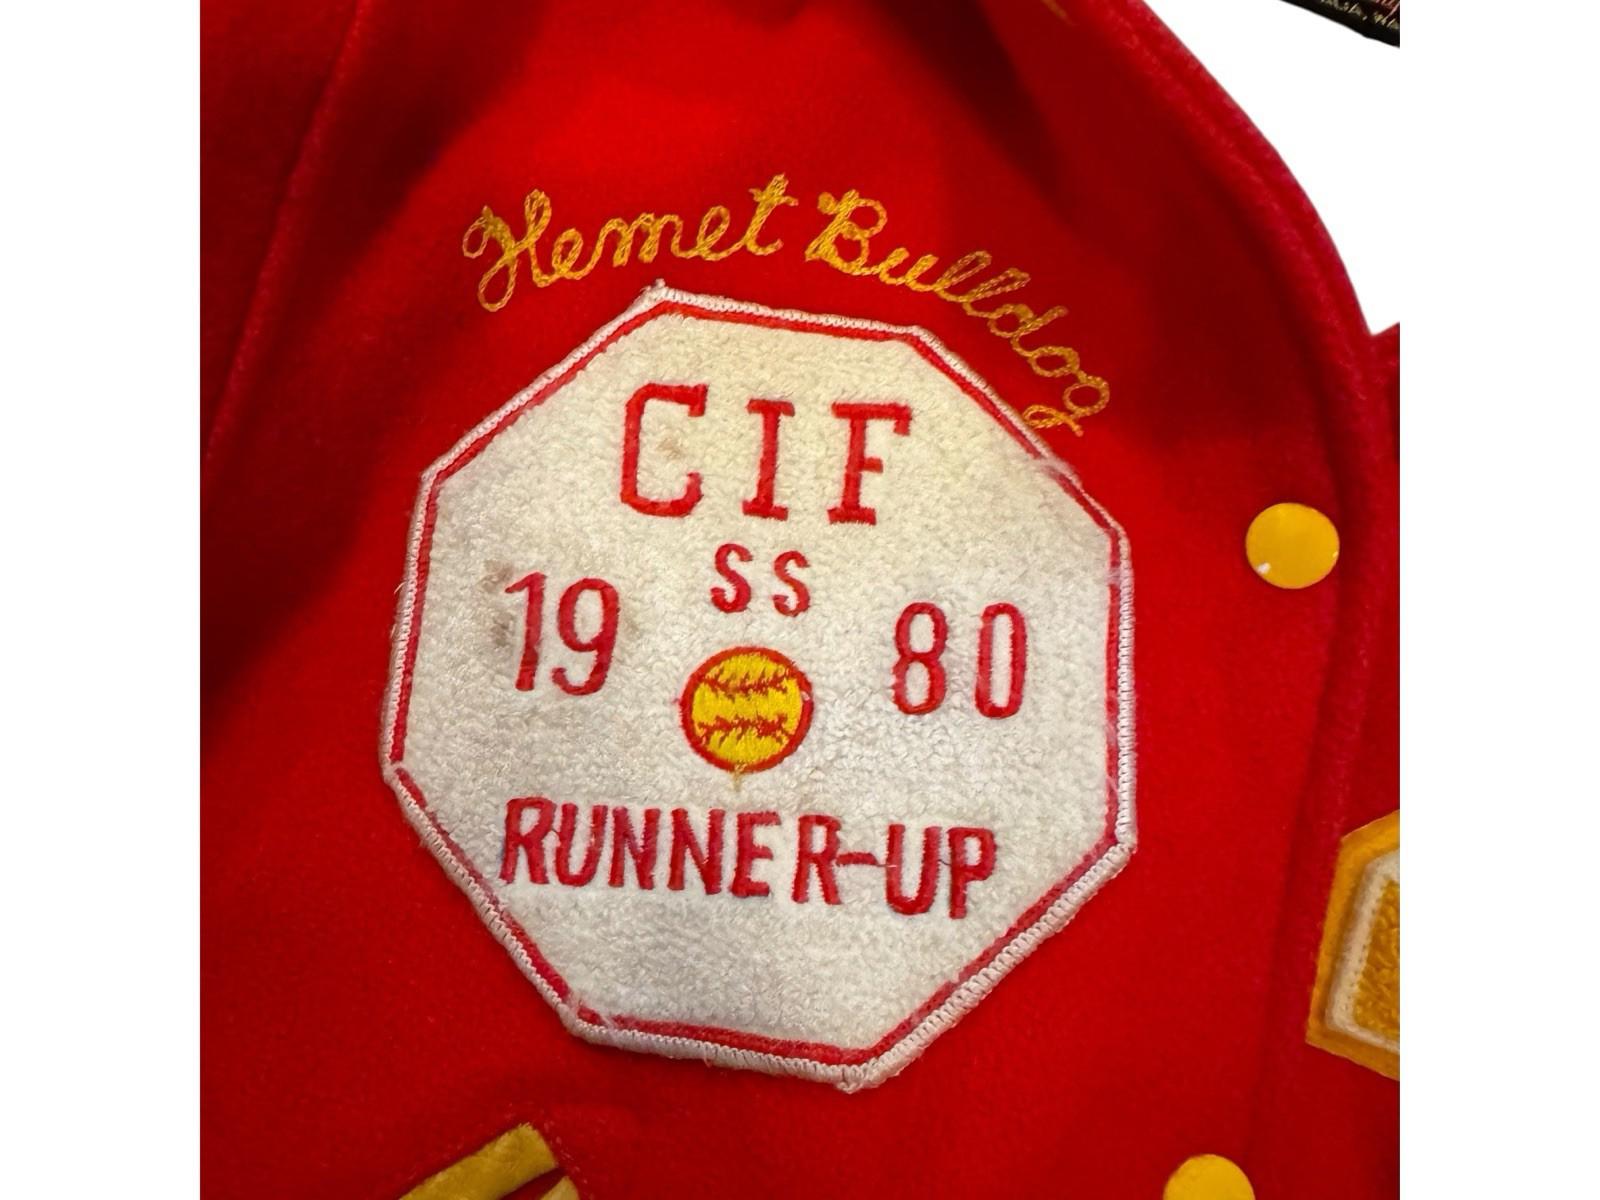 Hemet Bulldog
CIF
SS
19 80
RUNNER-UP